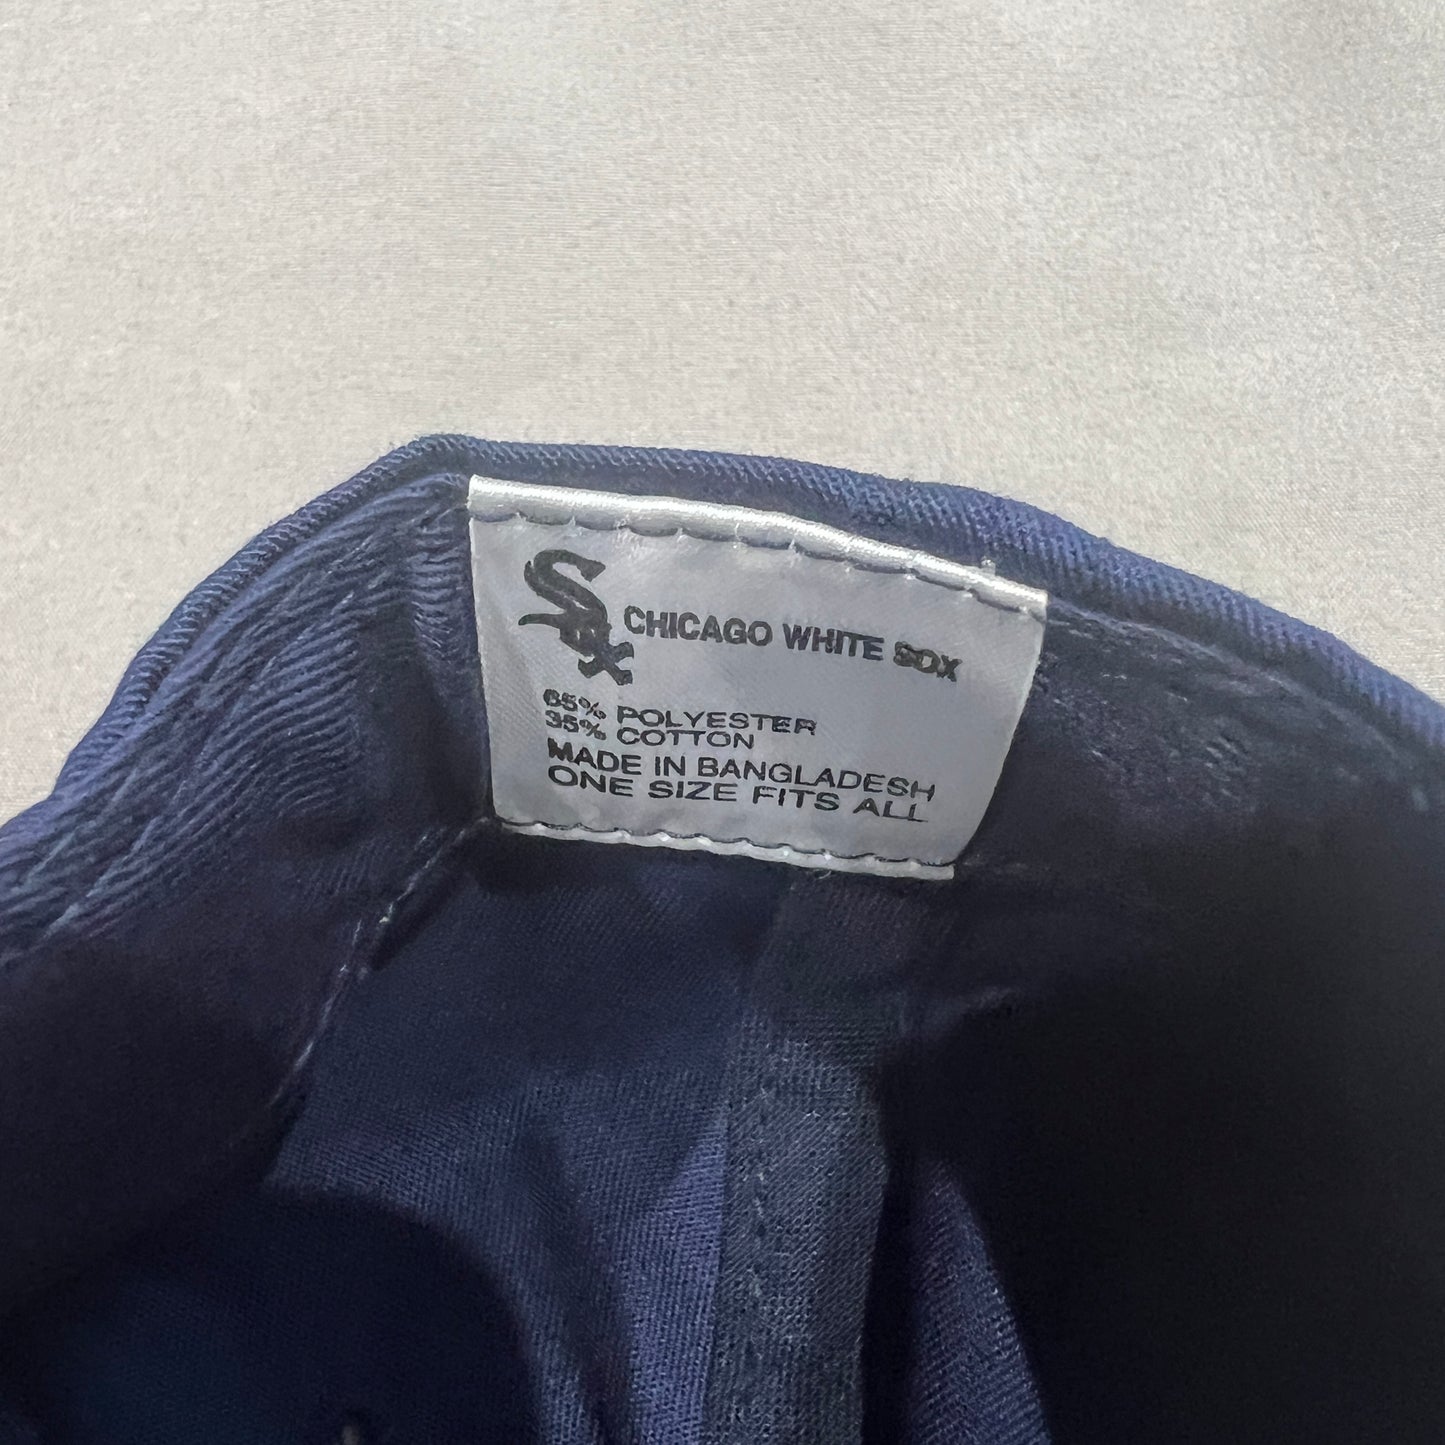 Sox CHICAGO WHITE SOX
65% POLYESTER
35% COTTON
MADE IN BANGLADESH
ONE SIZE FITS ALL